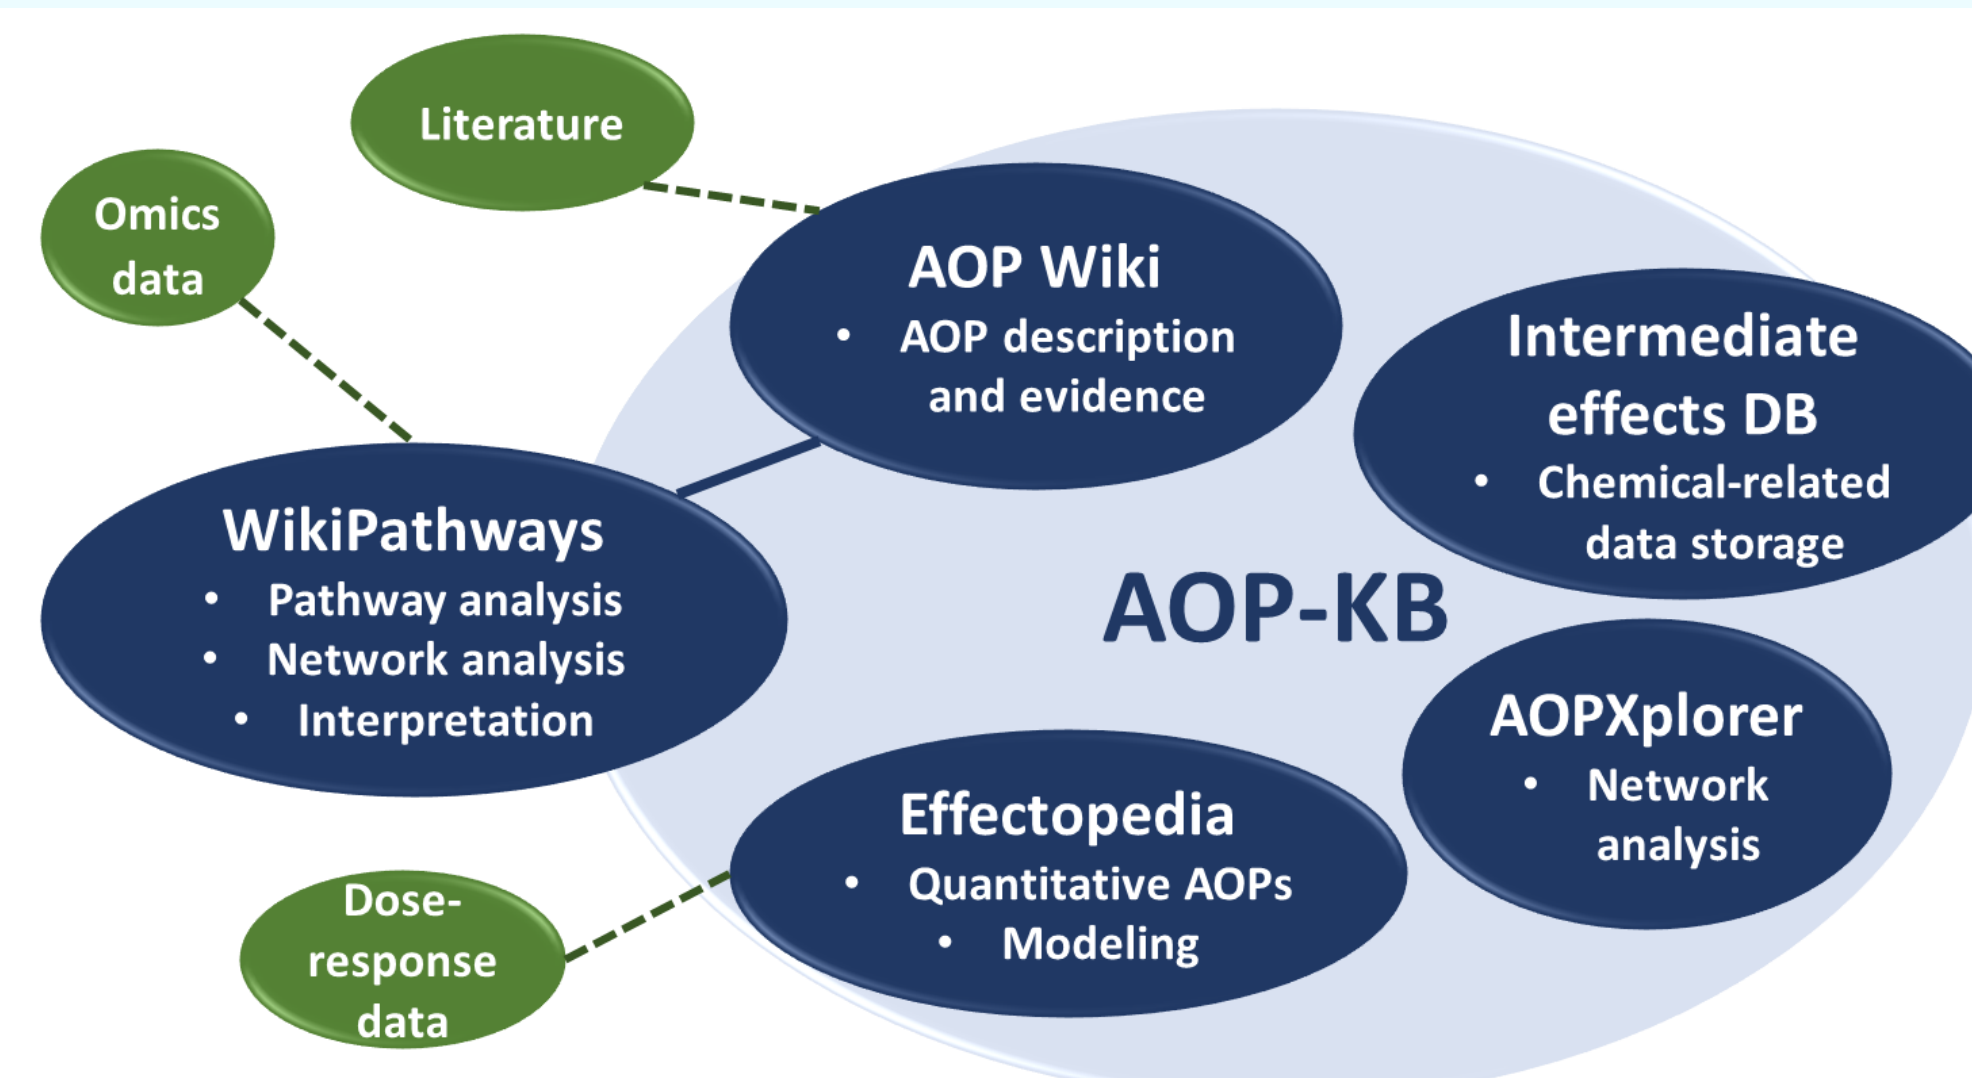 Literature
Omics
data
AOP Wiki
• AOP description
and evidence
Intermediate
effects DB
• Chemical-related
data storage
WikiPathways
• Pathway analysis
• Network analysis
• Interpretation
AOP-KB
AOPXplorer
• Network
analysis
Effectopedia
• Quantitative AOPs
• Modeling
Dose-
response
data